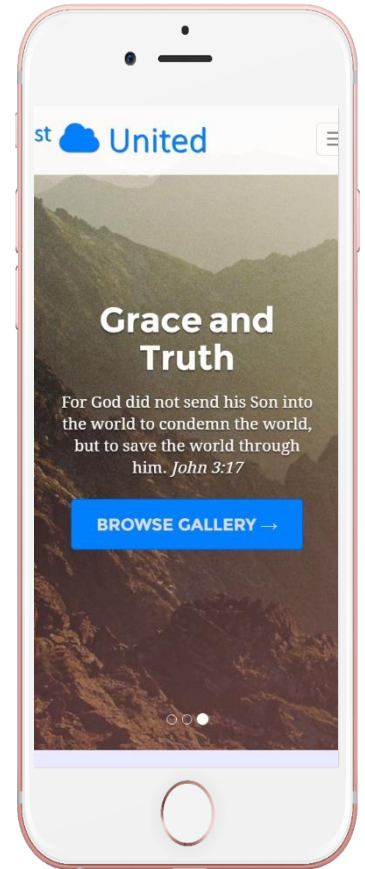 st United
Grace and
Truth
For God did not send his Son into
the world to condemn the world,
but to save the world through
him. John 3:17
BROWSE GALLERY →